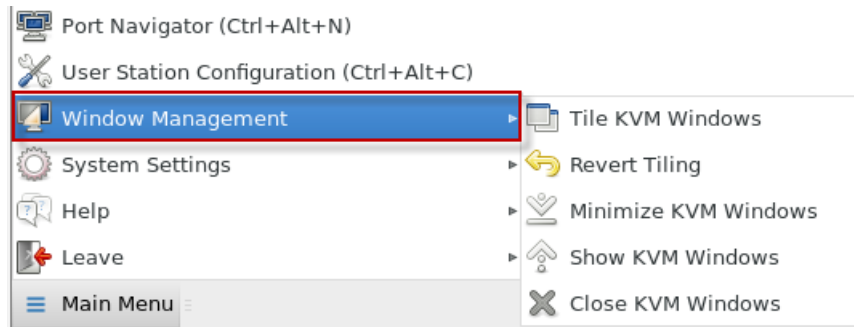 Port Navigator (Ctrl+Alt+N)
User Station Configuration (Ctrl+Alt+C)
Window Management
System Settings
Help
Leave
Main Menu
Tile KVM Windows
Revert Tiling
Minimize KVM Windows
Show KVM Windows
Close KVM Windows